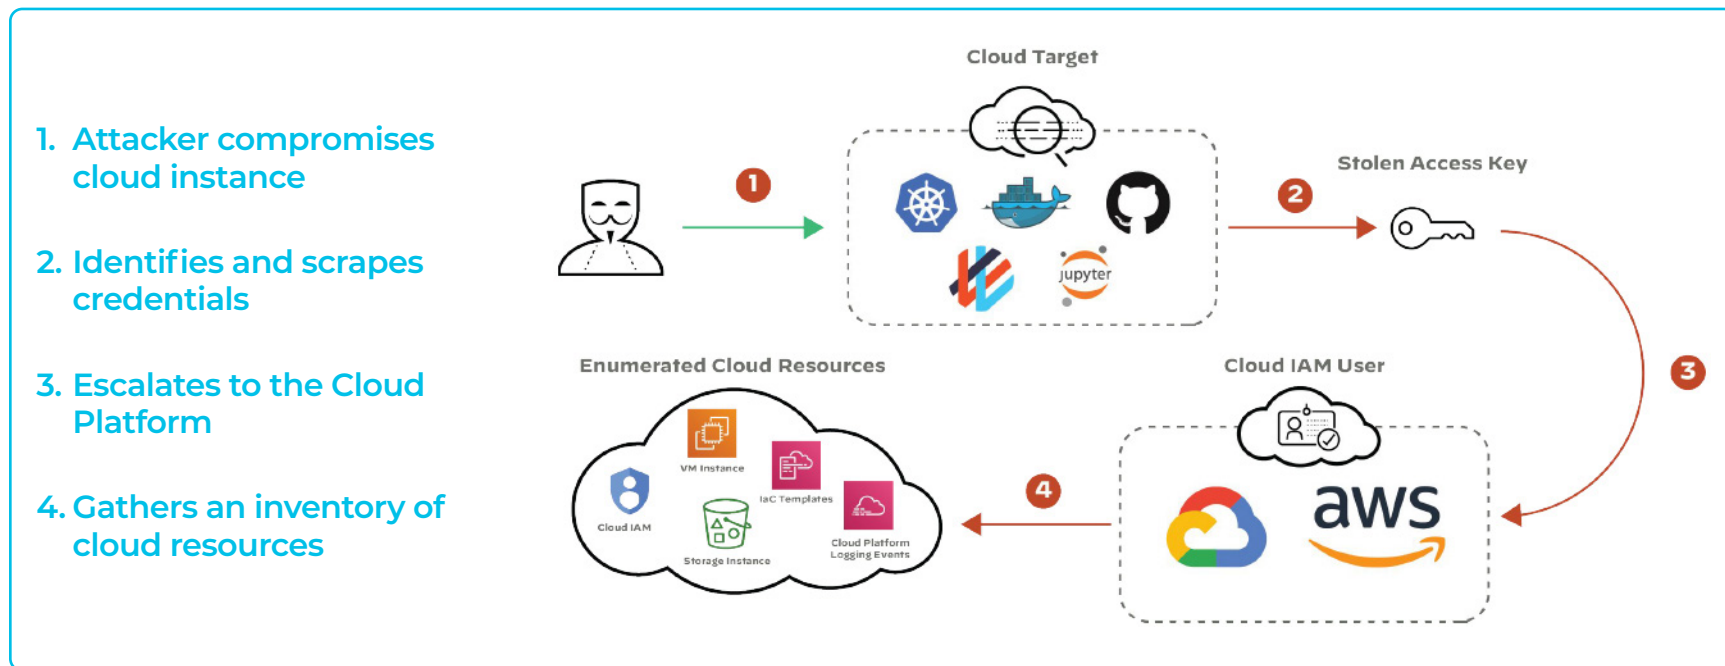 1. Attacker compromises
cloud instance
2. Identifies and scrapes
credentials
3. Escalates to the Cloud
Platform
4. Gathers an inventory of
cloud resources
Cloud Target
1
jupyter
2
Stolen Access Key
3
Cloud IAM User
aws
4
Enumerated Cloud Resources
VM Instance
IaC Templates
Cloud IAM
Storage Instance
Cloud Platform
Logging Events